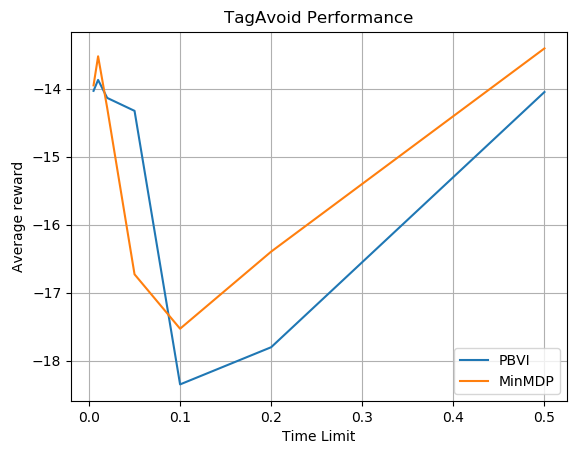 TagAvoid Performance
Average reward
−14
−15
−16
−17
−18
0.0
0.1
0.2
0.3
0.4
0.5
Time Limit
PBVI
MinMDP